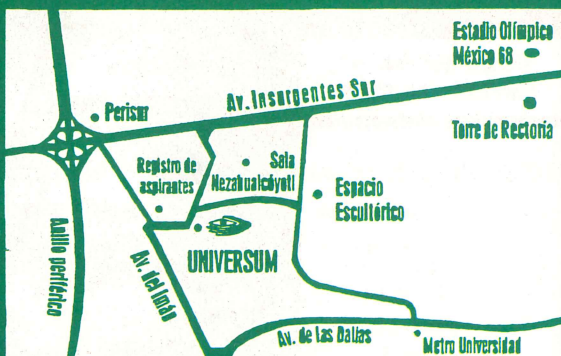 Estadio Olímpico
México 68
Perisur
Av. Insurgentes Sur
Torre de Rectoría
Registro de
aspirantes
Sala
Nezahualcóyotl
Espacio
Escultórico
UNIVERSUM
Anillo periférico
Av. del Imán
Av. de Las Dalias
Metro Universidad